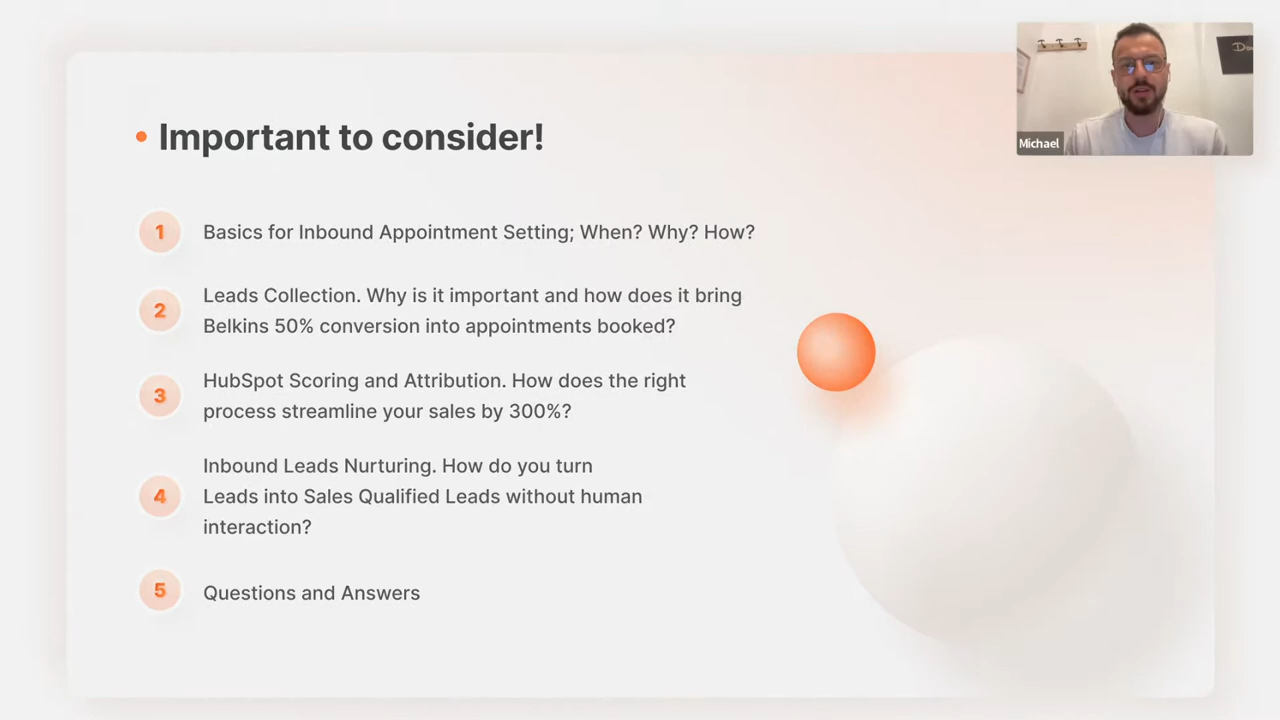 Important to consider!
1
Basics for Inbound Appointment Setting; When? Why? How?
2
Leads Collection. Why is it important and how does it bring
Belkins 50% conversion into appointments booked?
3
HubSpot Scoring and Attribution. How does the right
process streamline your sales by 300%?
4
Inbound Leads Nurturing. How do you turn
Leads into Sales Qualified Leads without human
interaction?
5
Questions and Answers
Michael